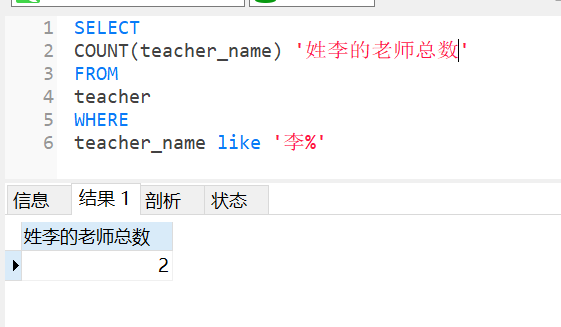 1 SELECT
2 COUNT(teacher_name) '姓李的老师总数'
3 FROM
4 teacher
5 WHERE
6 teacher_name like '李%'
信息 结果 1 剖析 状态
姓李的老师总数
2